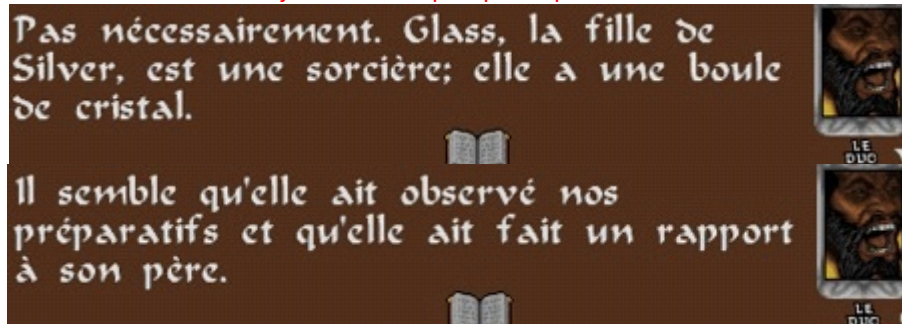 Pas nécessairement. Glass, la fille de
Silver, est une sorcière; elle a une boule
de cristal.
LE
DUC
Il semble qu'elle ait observé nos
préparatifs et qu'elle ait fait un rapport
à son père.
LE
DUC